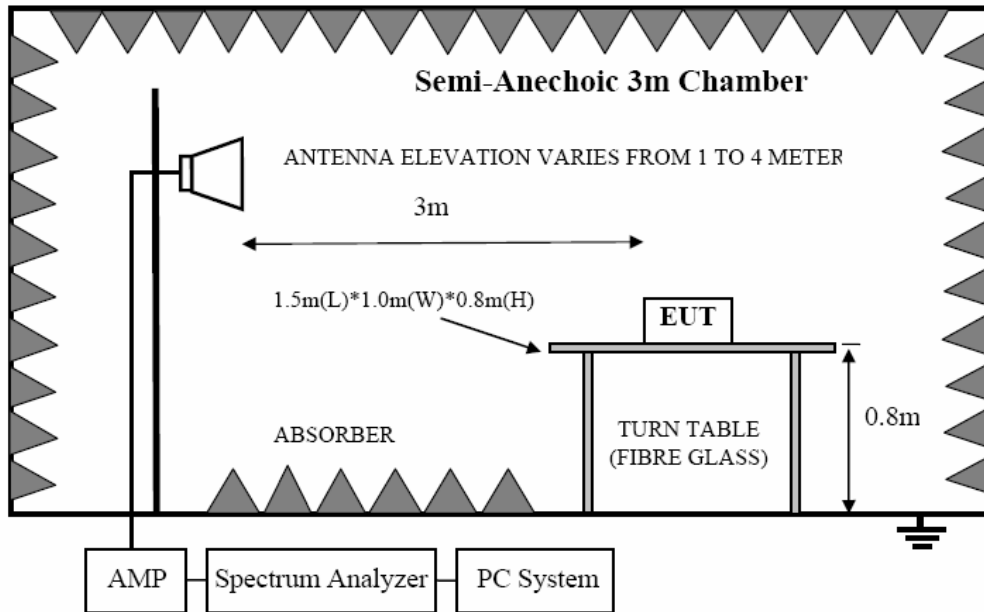 Semi-Anechoic 3m Chamber
ANTENNA ELEVATION VARIES FROM 1 TO 4 METER
3m
1.5m(L)*1.0m(W)*0.8m(H)
EUT
0.8m
ABSORBER
TURN TABLE
(FIBRE GLASS)
AMP
Spectrum Analyzer
PC System